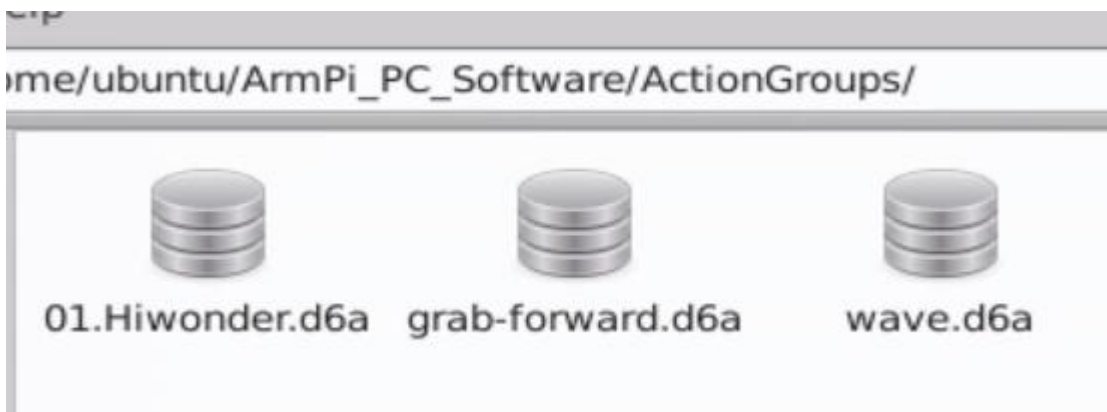 ome/ubuntu/ArmPi_PC_Software/ActionGroups/
01.Hiwonder.d6a grab-forward.d6a wave.d6a